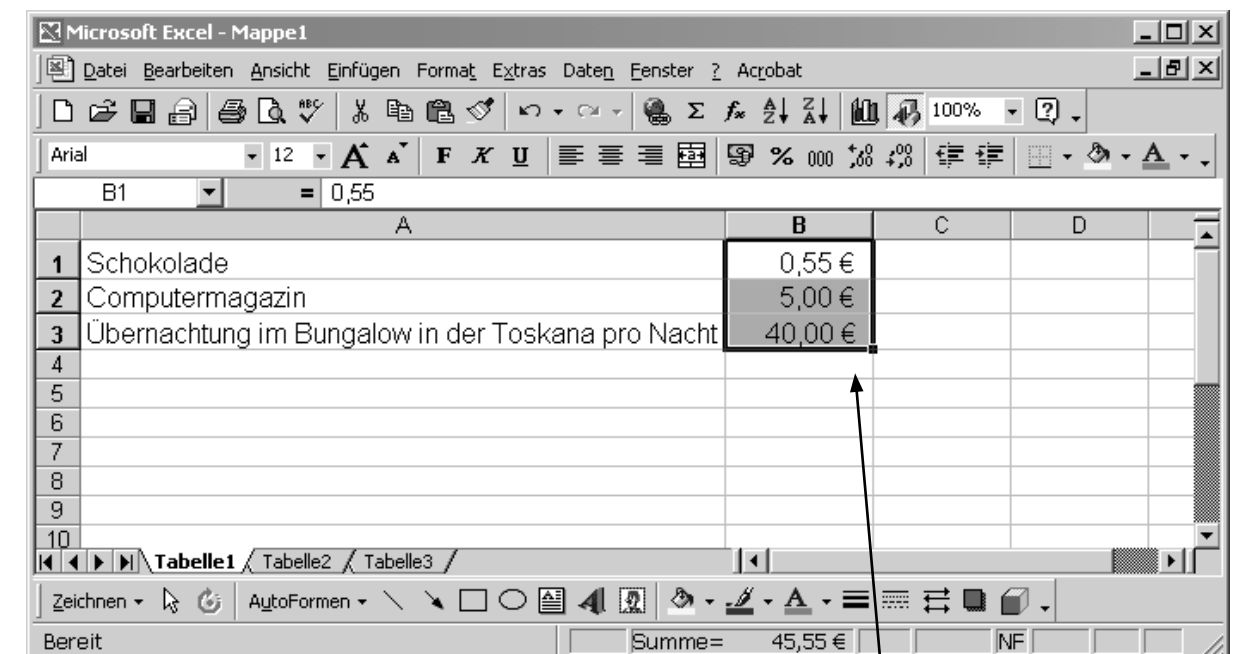 Microsoft Excel - Mappe1
Datei Bearbeiten Ansicht Einfügen Format Extras Daten Fenster ? Acrobat
ABC Σ fx A Z Z A 100% ?
Arial 12 A A F K U % 000 A
B1 = 0,55
A B C D
1 Schokolade 0,55 €
2 Computermagazin 5,00 €
3 Übernachtung im Bungalow in der Toskana pro Nacht 40,00 €
4
5
6
7
8
9
10
Tabelle1 Tabelle2 Tabelle3
Zeichnen AutoFormen A A
Bereit Summe= 45,55 € NF